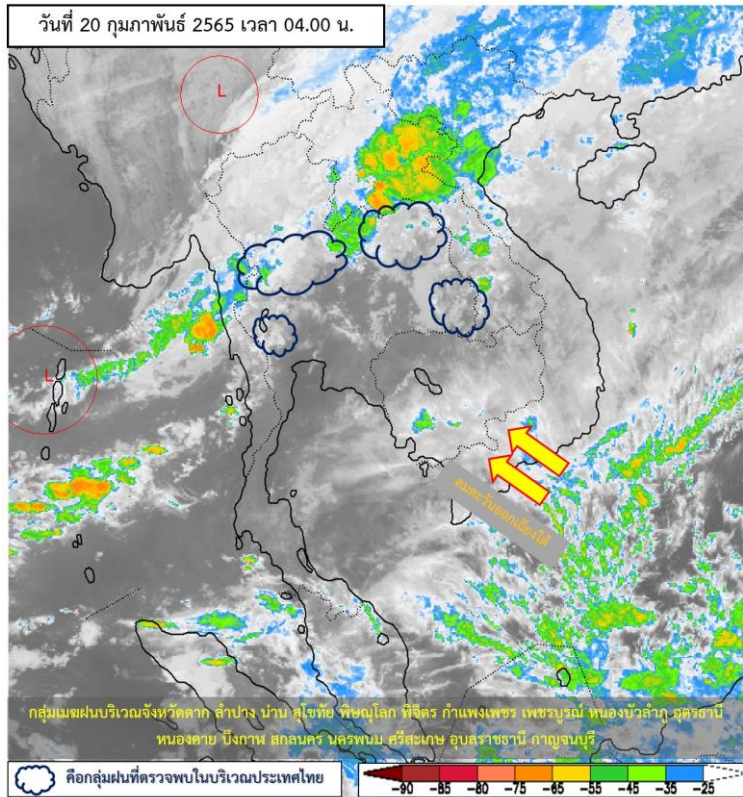 วันที่ 20 กุมภาพันธ์ 2565 เวลา 04.00 น.
L
L
ลมตะวันออกเฉียงใต้
กลุ่มเมฆฝนบริเวณจังหวัดตาก ลำปาง น่าน สุโขทัย พิษณุโลก พิจิตร กำแพงเพชร เพชรบูรณ์ หนองบัวลำภู อุดรธานี
หนองคาย บึงกาฬ สกลนคร นครพนม ศรีสะเกษ อุบลราชธานี กาญจนบุรี
คือกลุ่มฝนที่ตรวจพบในบริเวณประเทศไทย
-90 -85 -80 -75 -65 -55 -45 -35 -25